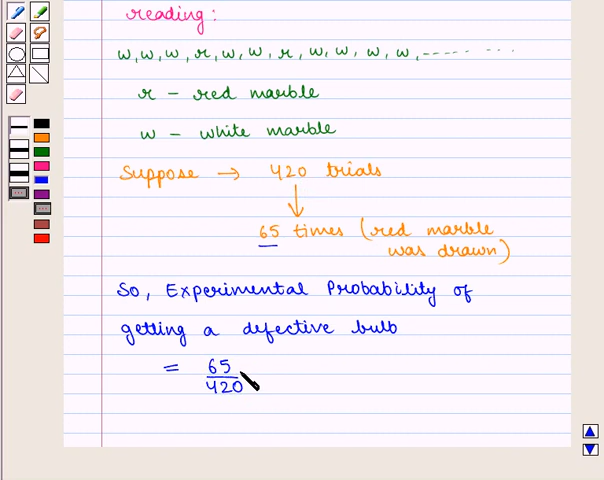 reading:
w, w, w, r, w, w, r, w, w, w, w, ------ ...
r - red marble
w - white marble
Suppose → 420 trials
65 times (red marble
was drawn)
So, Experimental Probability of
getting a defective bulb
= 65
420